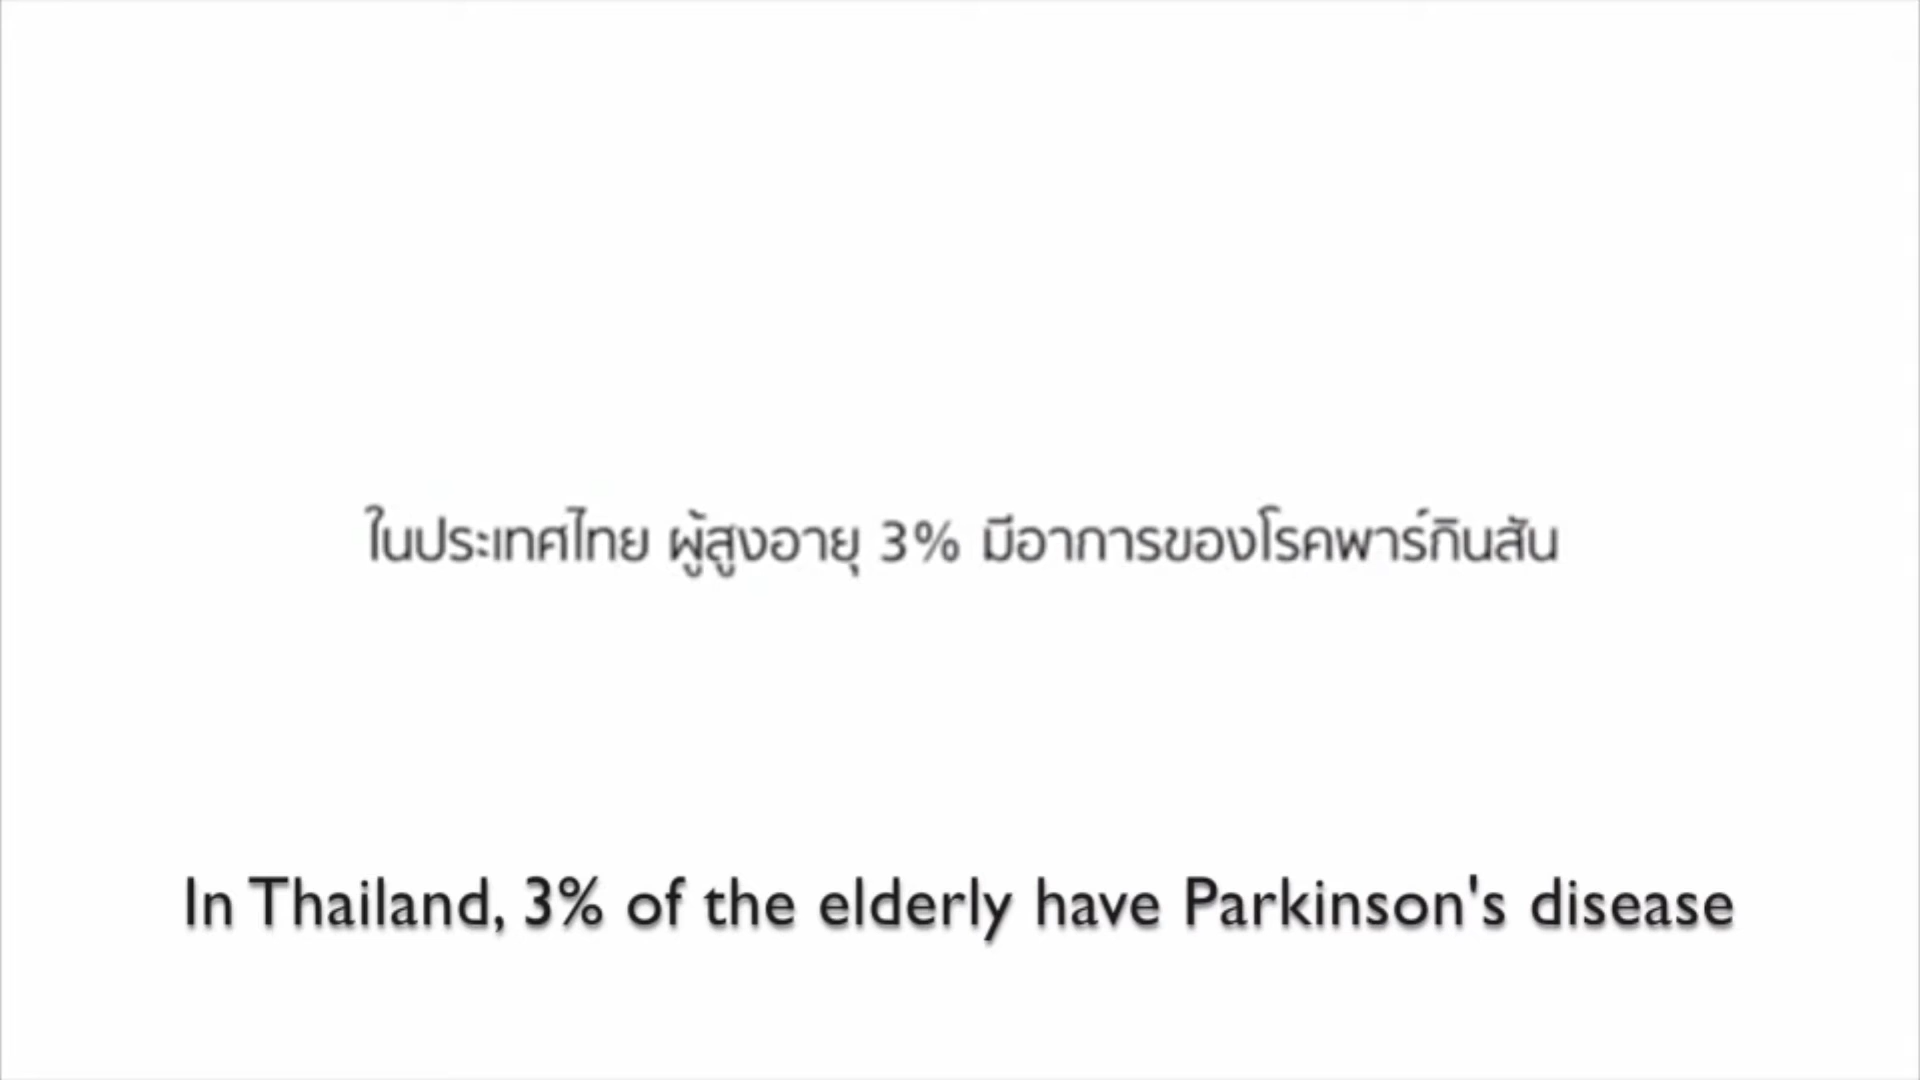 ในประเทศไทย ผู้สูงอายุ 3% มีอาการของโรคพาร์กินสัน
In Thailand, 3% of the elderly have Parkinson's disease